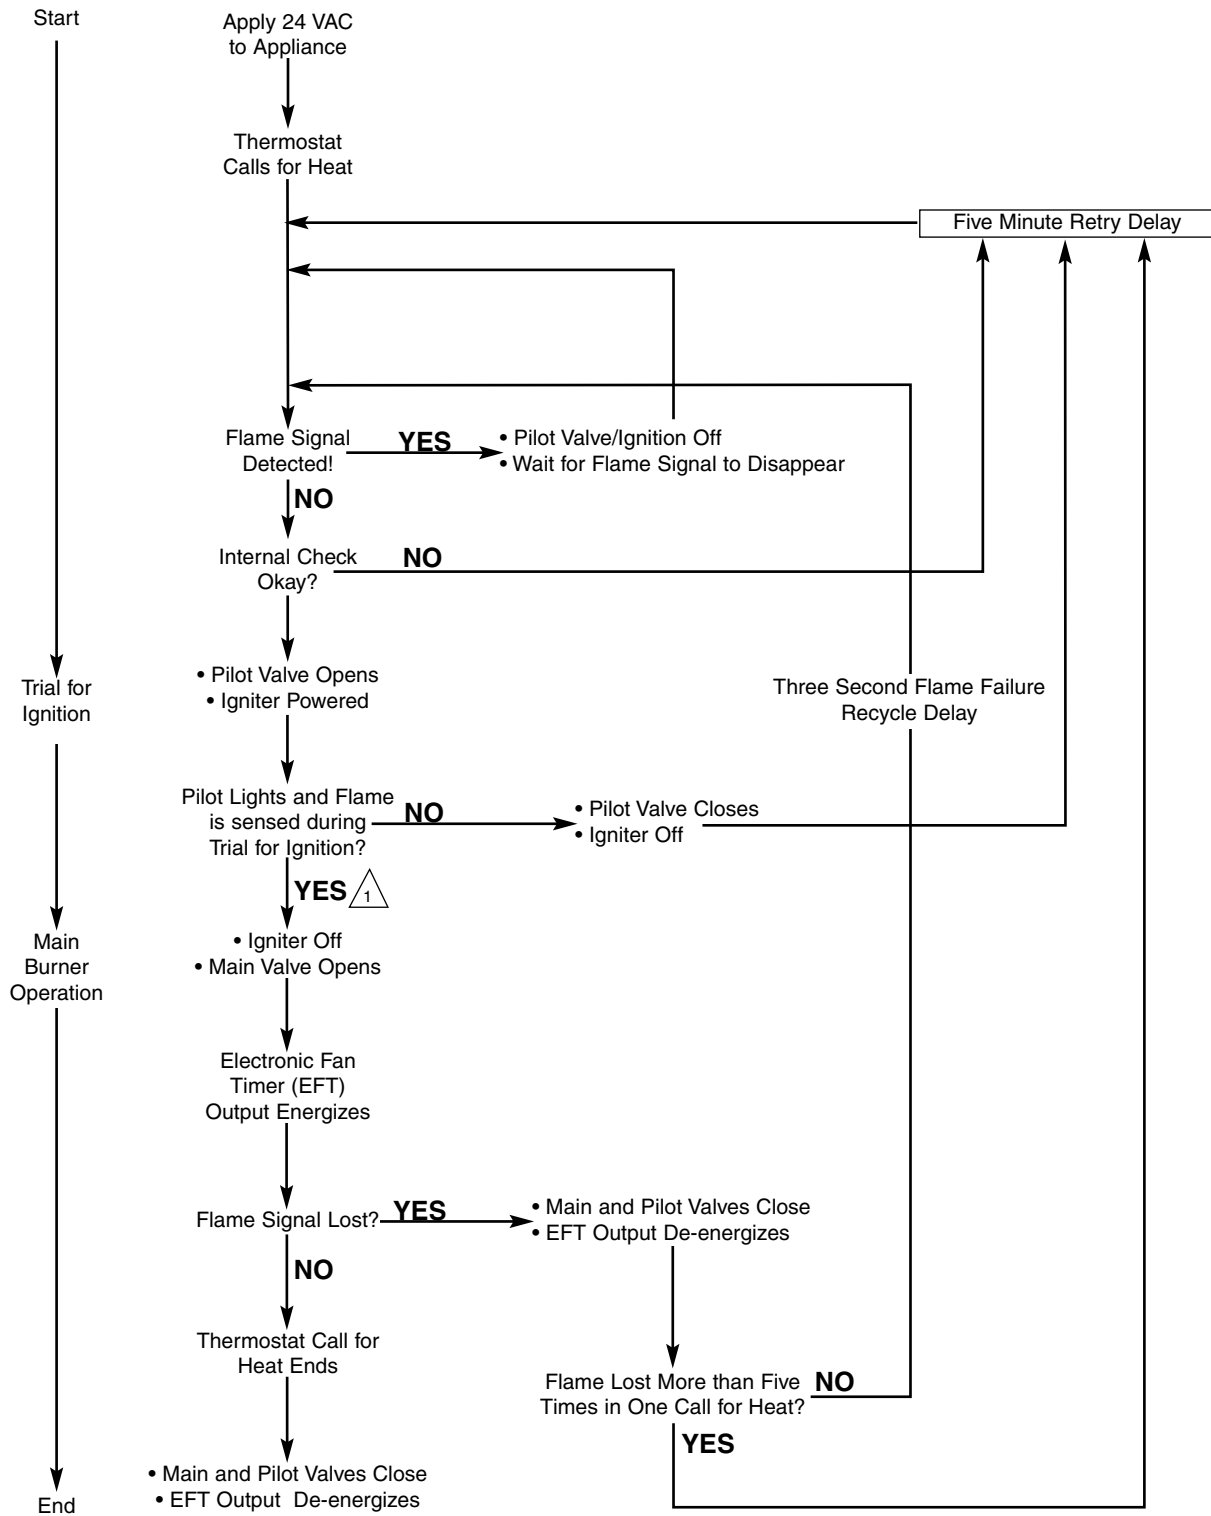 Start
Apply 24 VAC
to Appliance
Thermostat
Calls for Heat
Five Minute Retry Delay
Flame Signal
Detected!
YES
• Pilot Valve/Ignition Off
• Wait for Flame Signal to Disappear
NO
Internal Check
Okay?
NO
Trial for
Ignition
• Pilot Valve Opens
• Igniter Powered
Three Second Flame Failure
Recycle Delay
Pilot Lights and Flame
is sensed during
Trial for Ignition?
NO
• Pilot Valve Closes
• Igniter Off
YES
1
Main
Burner
Operation
• Igniter Off
• Main Valve Opens
Electronic Fan
Timer (EFT)
Output Energizes
Flame Signal Lost?
YES
• Main and Pilot Valves Close
• EFT Output De-energizes
NO
Thermostat Call for
Heat Ends
Flame Lost More than Five
Times in One Call for Heat?
NO
YES
• Main and Pilot Valves Close
• EFT Output De-energizes
End